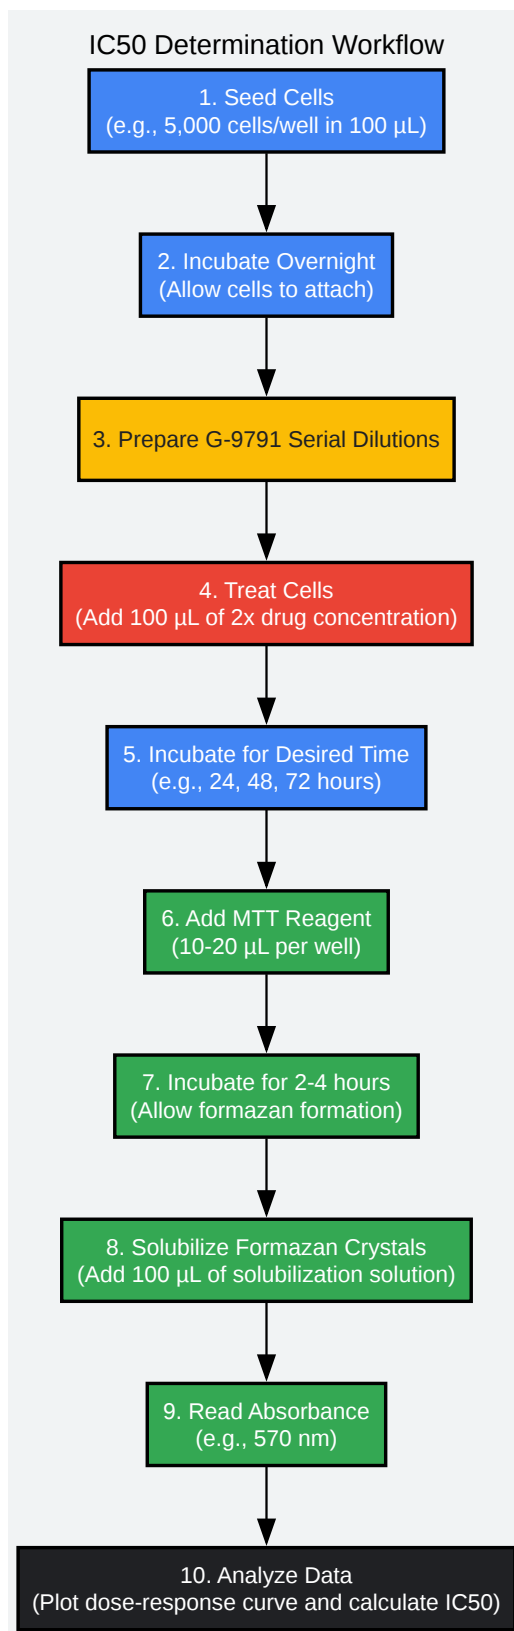 IC50 Determination Workflow
1. Seed Cells
(e.g., 5,000 cells/well in 100 µL)
2. Incubate Overnight
(Allow cells to attach)
3. Prepare G-9791 Serial Dilutions
4. Treat Cells
(Add 100 µL of 2x drug concentration)
5. Incubate for Desired Time
(e.g., 24, 48, 72 hours)
6. Add MTT Reagent
(10-20 µL per well)
7. Incubate for 2-4 hours
(Allow formazan formation)
8. Solubilize Formazan Crystals
(Add 100 µL of solubilization solution)
9. Read Absorbance
(e.g., 570 nm)
10. Analyze Data
(Plot dose-response curve and calculate IC50)